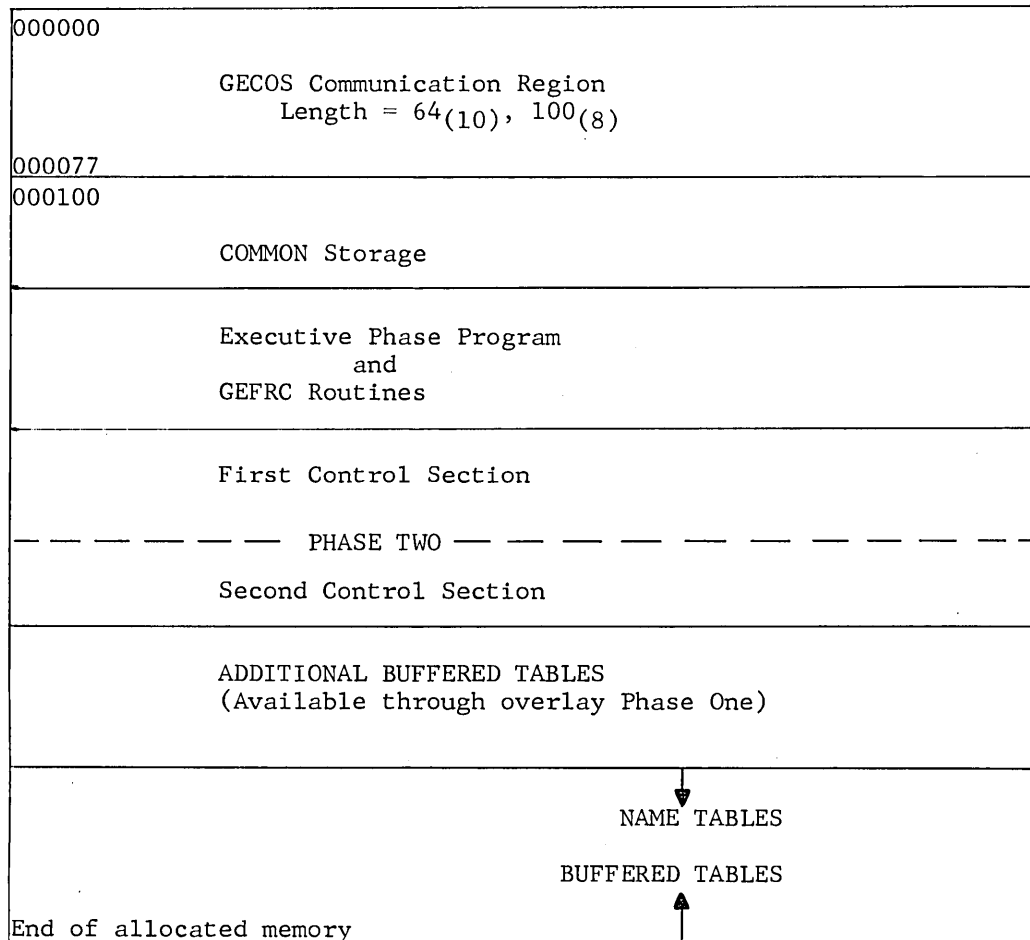 000000
GECOS Communication Region
Length = 64(10), 100(8)
000077
000100
COMMON Storage
Executive Phase Program
and
GEFRC Routines
First Control Section
PHASE TWO
Second Control Section
ADDITIONAL BUFFERED TABLES
(Available through overlay Phase One)
NAME TABLES
BUFFERED TABLES
End of allocated memory